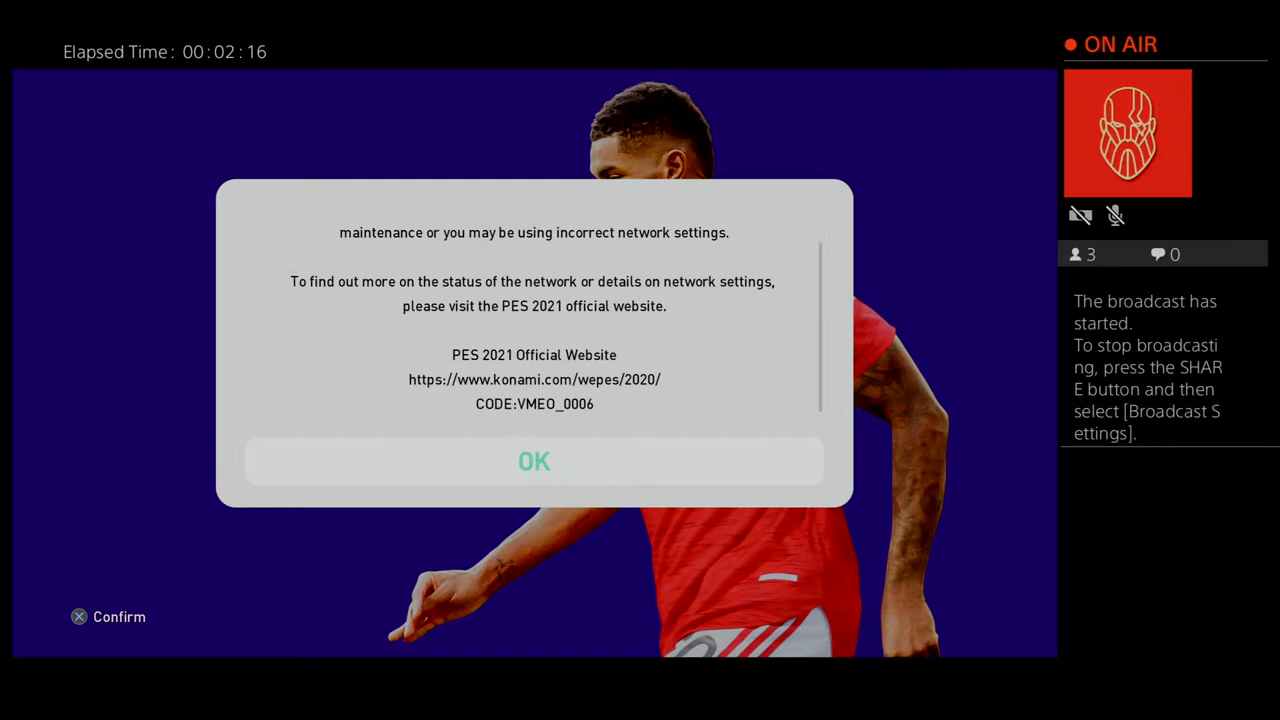 Elapsed Time: 00:02:16
ON AIR
maintenance or you may be using incorrect network settings.
To find out more on the status of the network or details on network settings,
please visit the PES 2021 official website.
PES 2021 Official Website
https://www.konami.com/wepes/2020/
CODE:VMEO_0006
OK
Confirm
3
0
The broadcast has
started.
To stop broadcasti
ng, press the SHAR
E button and then
select [Broadcast S
ettings].